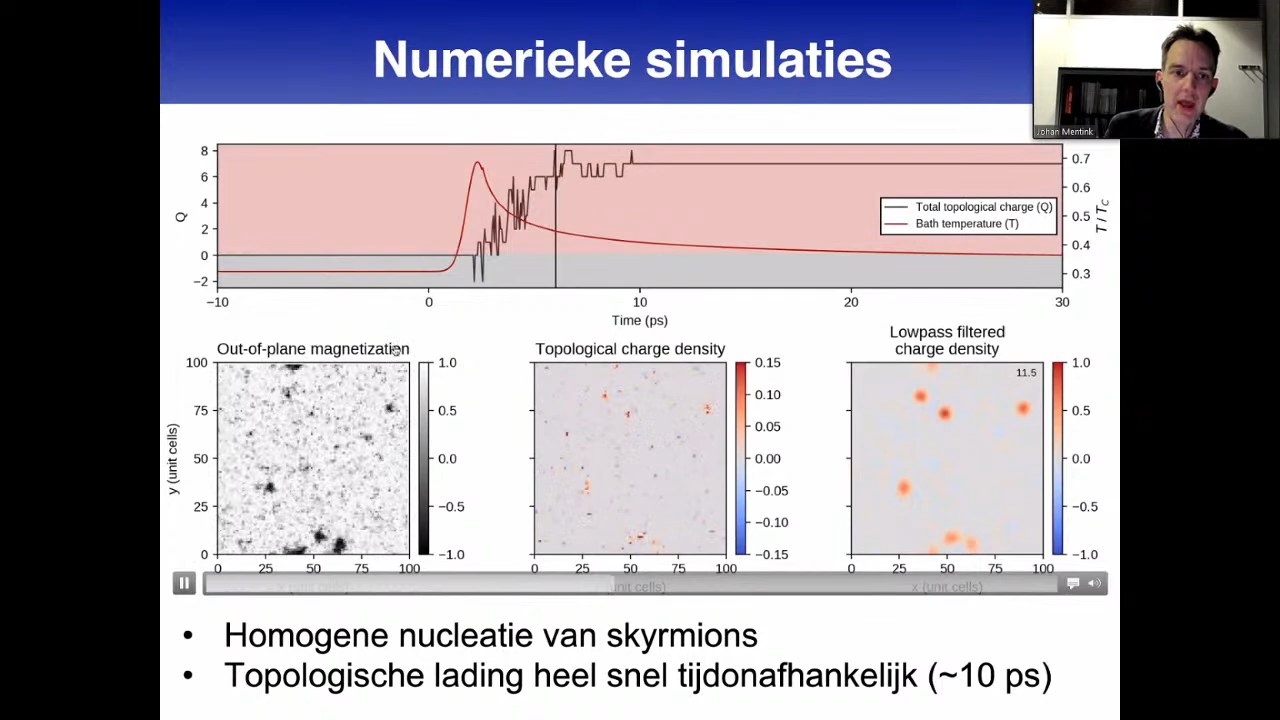 Numerieke simulaties
Johan Mentink
8
6
4
2
0
−2
Q
0.7
0.6
0.5
0.4
0.3
T / TC
Total topological charge (Q)
Bath temperature (T)
−10 0 10 20 30
Time (ps)
Out-of-plane magnetization
100
75
50
25
0
y (unit cells)
0 25 50 75 100
x (unit cells)
1.0
0.5
0.0
−0.5
−1.0
Topological charge density
0 25 50 75 100
(unit cells)
0.15
0.10
0.05
0.00
−0.05
−0.10
−0.15
Lowpass filtered
charge density
11.5
0 25 50 75 100
x (unit cells)
1.0
0.5
0.0
−0.5
−1.0
• Homogene nucleatie van skyrmions
• Topologische lading heel snel tijdonafhankelijk (~10 ps)